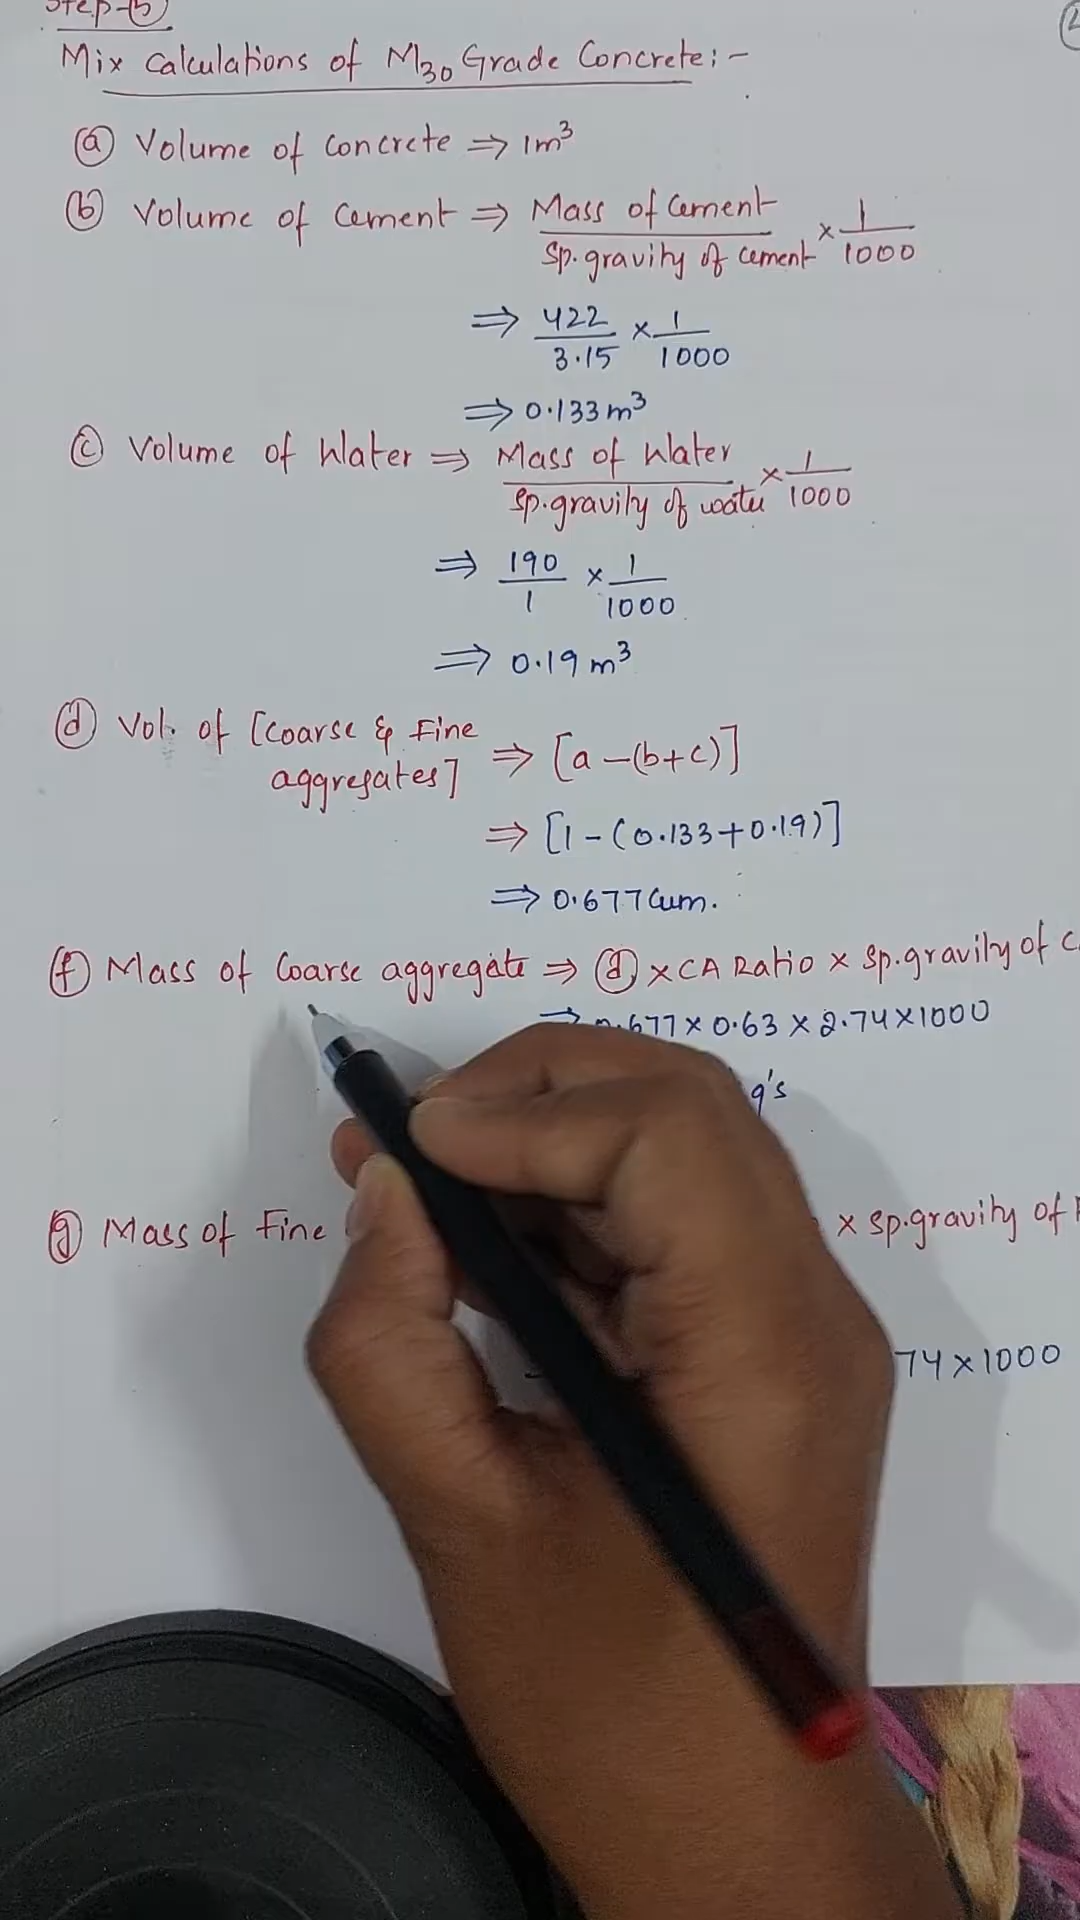 Step-5
Mix Calculations of M30 Grade Concrete:-
(a) Volume of Concrete ⇒ 1m³
(b) Volume of Cement ⇒ Mass of Cement / Sp.gravity of cement × 1/1000
⇒ 422/3.15 × 1/1000
⇒ 0.133m³
(c) Volume of Water ⇒ Mass of Water / Sp.gravity of water × 1/1000
⇒ 190/1 × 1/1000
⇒ 0.19 m³
(d) Vol. of [Coarse & Fine
aggregates] ⇒ [a-(b+c)]
⇒ [1-(0.133+0.19)]
⇒ 0.677 Cum.
(f) Mass of Coarse aggregate ⇒ (d) × CA Ratio × Sp.gravity of C
⇒ 0.677 × 0.63 × 2.74 × 1000
g's
(g) Mass of Fine × Sp.gravity of
74 × 1000